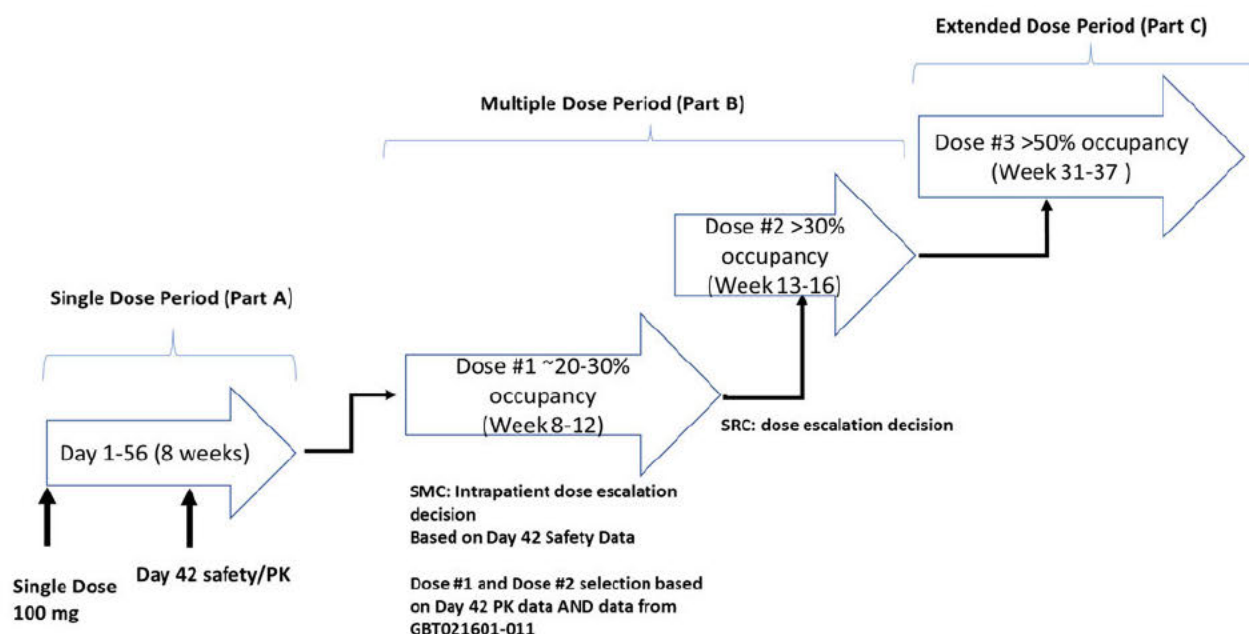 Extended Dose Period (Part C)
Multiple Dose Period (Part B)
Dose #3 >50% occupancy
(Week 31-37 )
Dose #2 >30%
occupancy
(Week 13-16)
Single Dose Period (Part A)
Dose #1 ~20-30%
occupancy
(Week 8-12)
SRC: dose escalation decision
Day 1-56 (8 weeks)
SMC: Intrapatient dose escalation
decision
Based on Day 42 Safety Data
Day 42 safety/PK
Single Dose
100 mg
Dose #1 and Dose #2 selection based
on Day 42 PK data AND data from
GBT021601-011